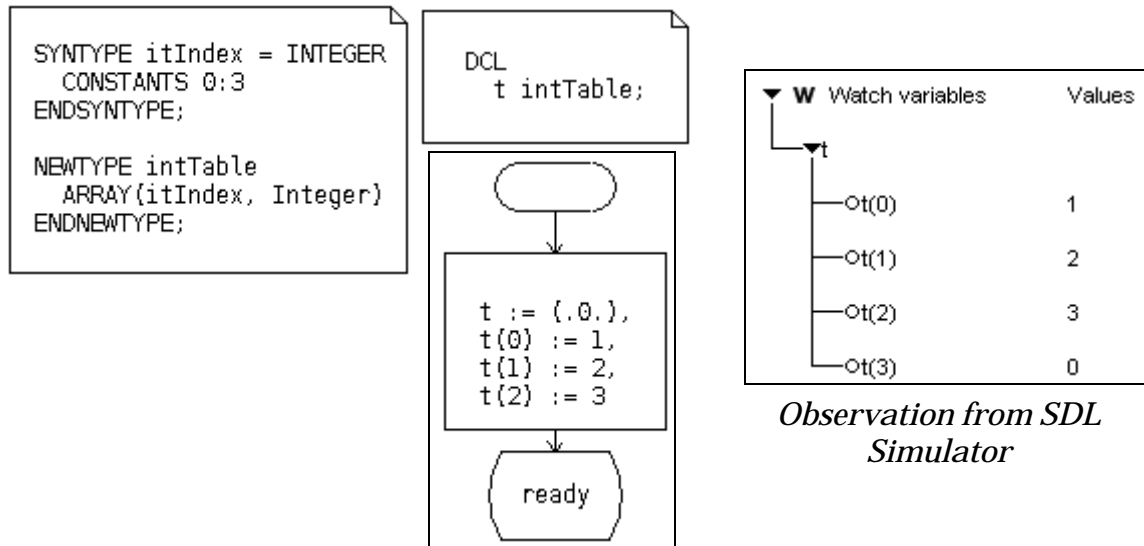 SYNTYPE itIndex = INTEGER
CONSTANTS 0:3
ENDSYNTYPE;
NEWTYPE intTable
ARRAY(itIndex, Integer)
ENDNEWTYPE;
DCL
t intTable;
t := (.0.),
t(0) := 1,
t(1) := 2,
t(2) := 3
ready
W Watch variables Values
t
t(0) 1
t(1) 2
t(2) 3
t(3) 0
Observation from SDL
Simulator